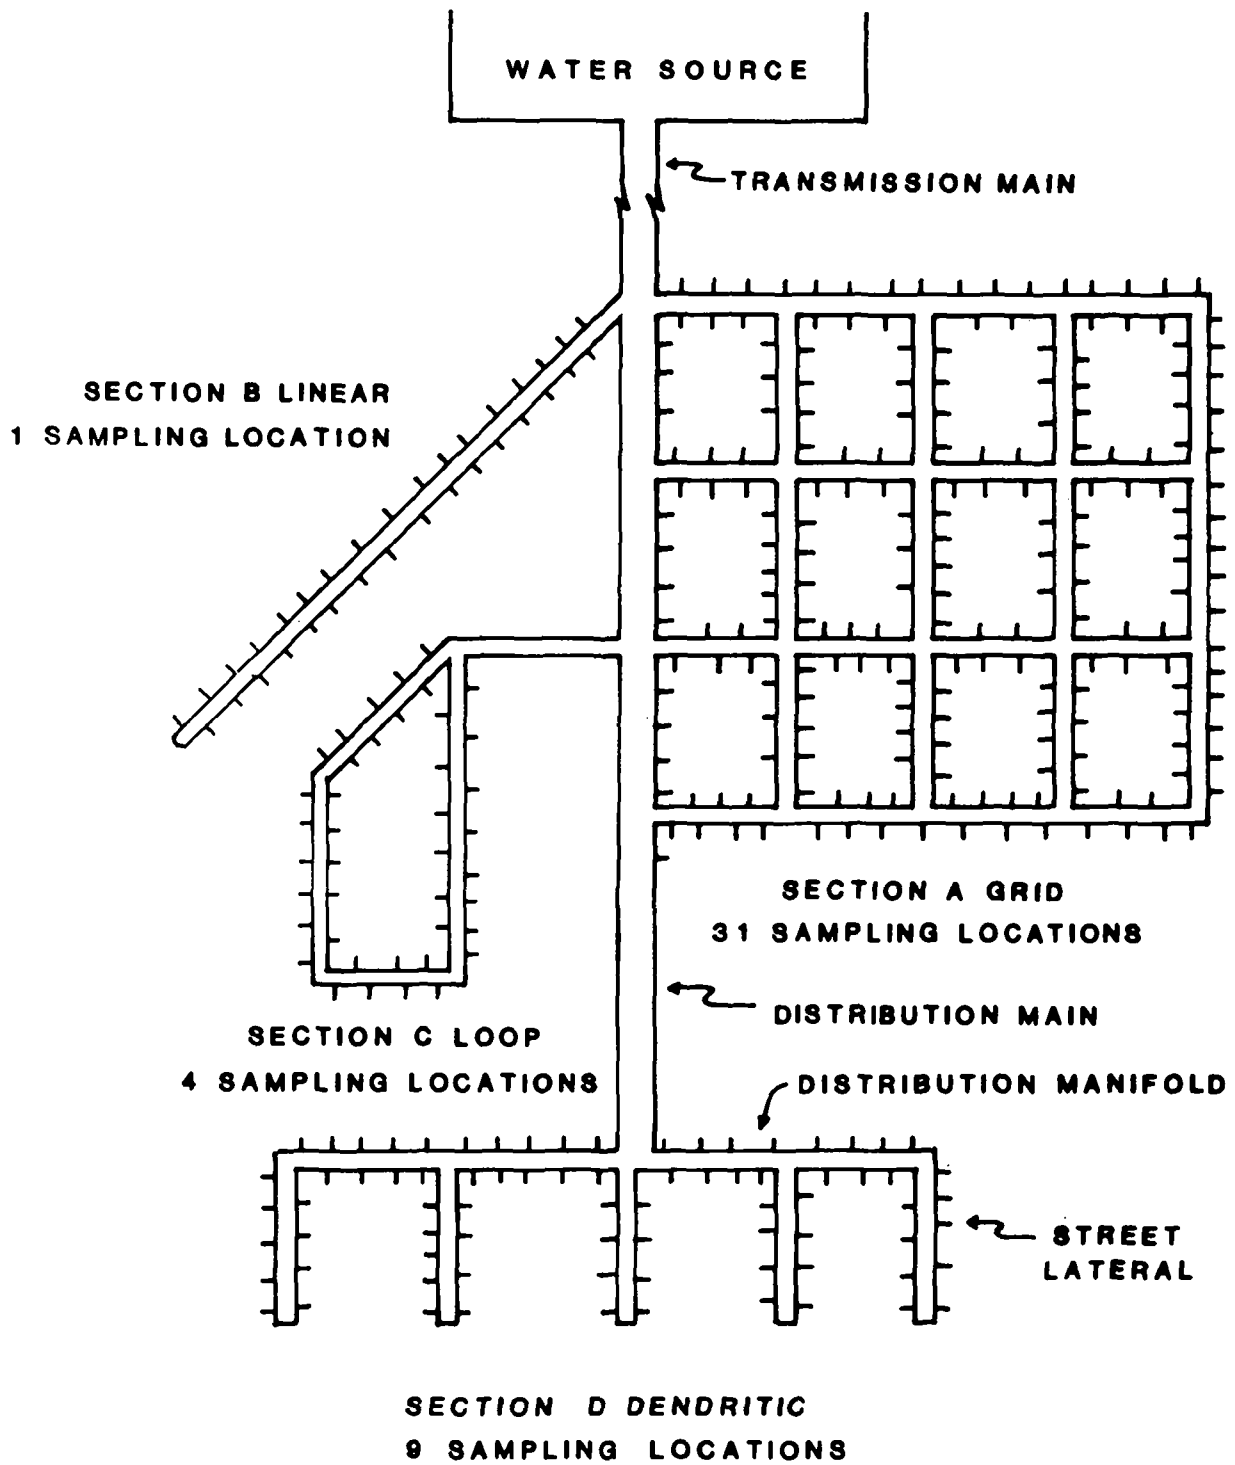 WATER SOURCE
TRANSMISSION MAIN
SECTION B LINEAR
1 SAMPLING LOCATION
SECTION A GRID
31 SAMPLING LOCATIONS
DISTRIBUTION MAIN
SECTION C LOOP
4 SAMPLING LOCATIONS
DISTRIBUTION MANIFOLD
STREET
LATERAL
SECTION D DENDRITIC
9 SAMPLING LOCATIONS